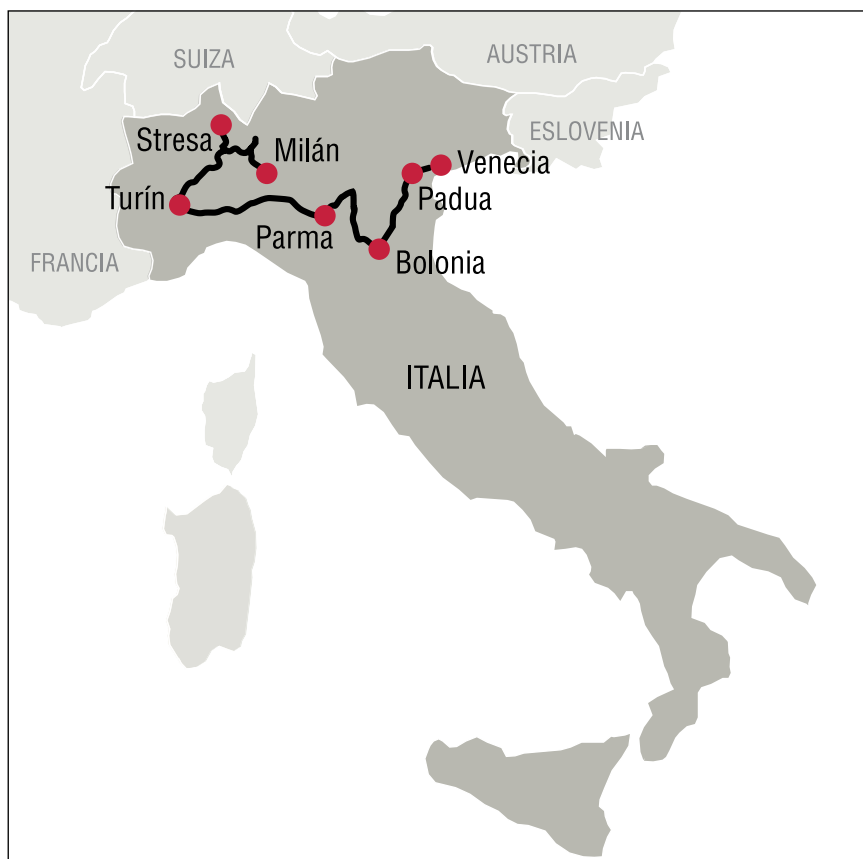 SUIZA
AUSTRIA
ESLOVENIA
Stresa
Milán
Venecia
Turín
Padua
Parma
FRANCIA
Bolonia
ITALIA